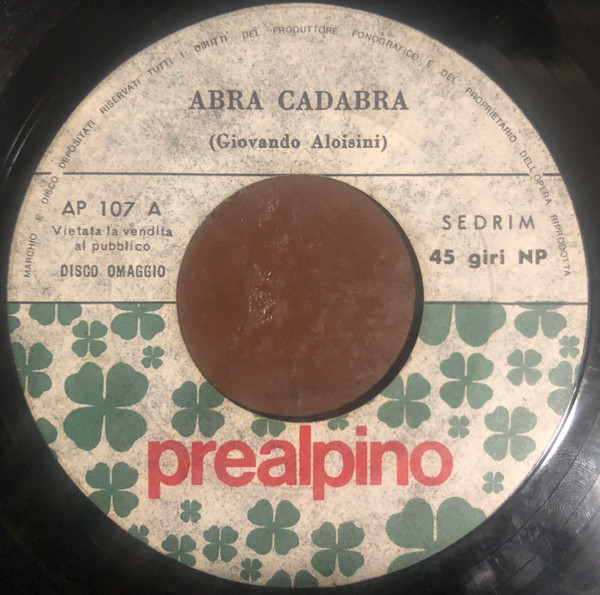 MARCHIO E DISCO DEPOSITATI RISERVATI TUTTI I DIRITTI DEL PRODUTTORE FONOGRAFICO E DEL PROPRIETARIO DELL'OPERA RIPRODOTTA
ABRA CADABRA
(Giovando Aloisini)
AP 107 A
Vietata la vendita
al pubblico
DISCO OMAGGIO
SEDRIM
45 giri NP
prealpino